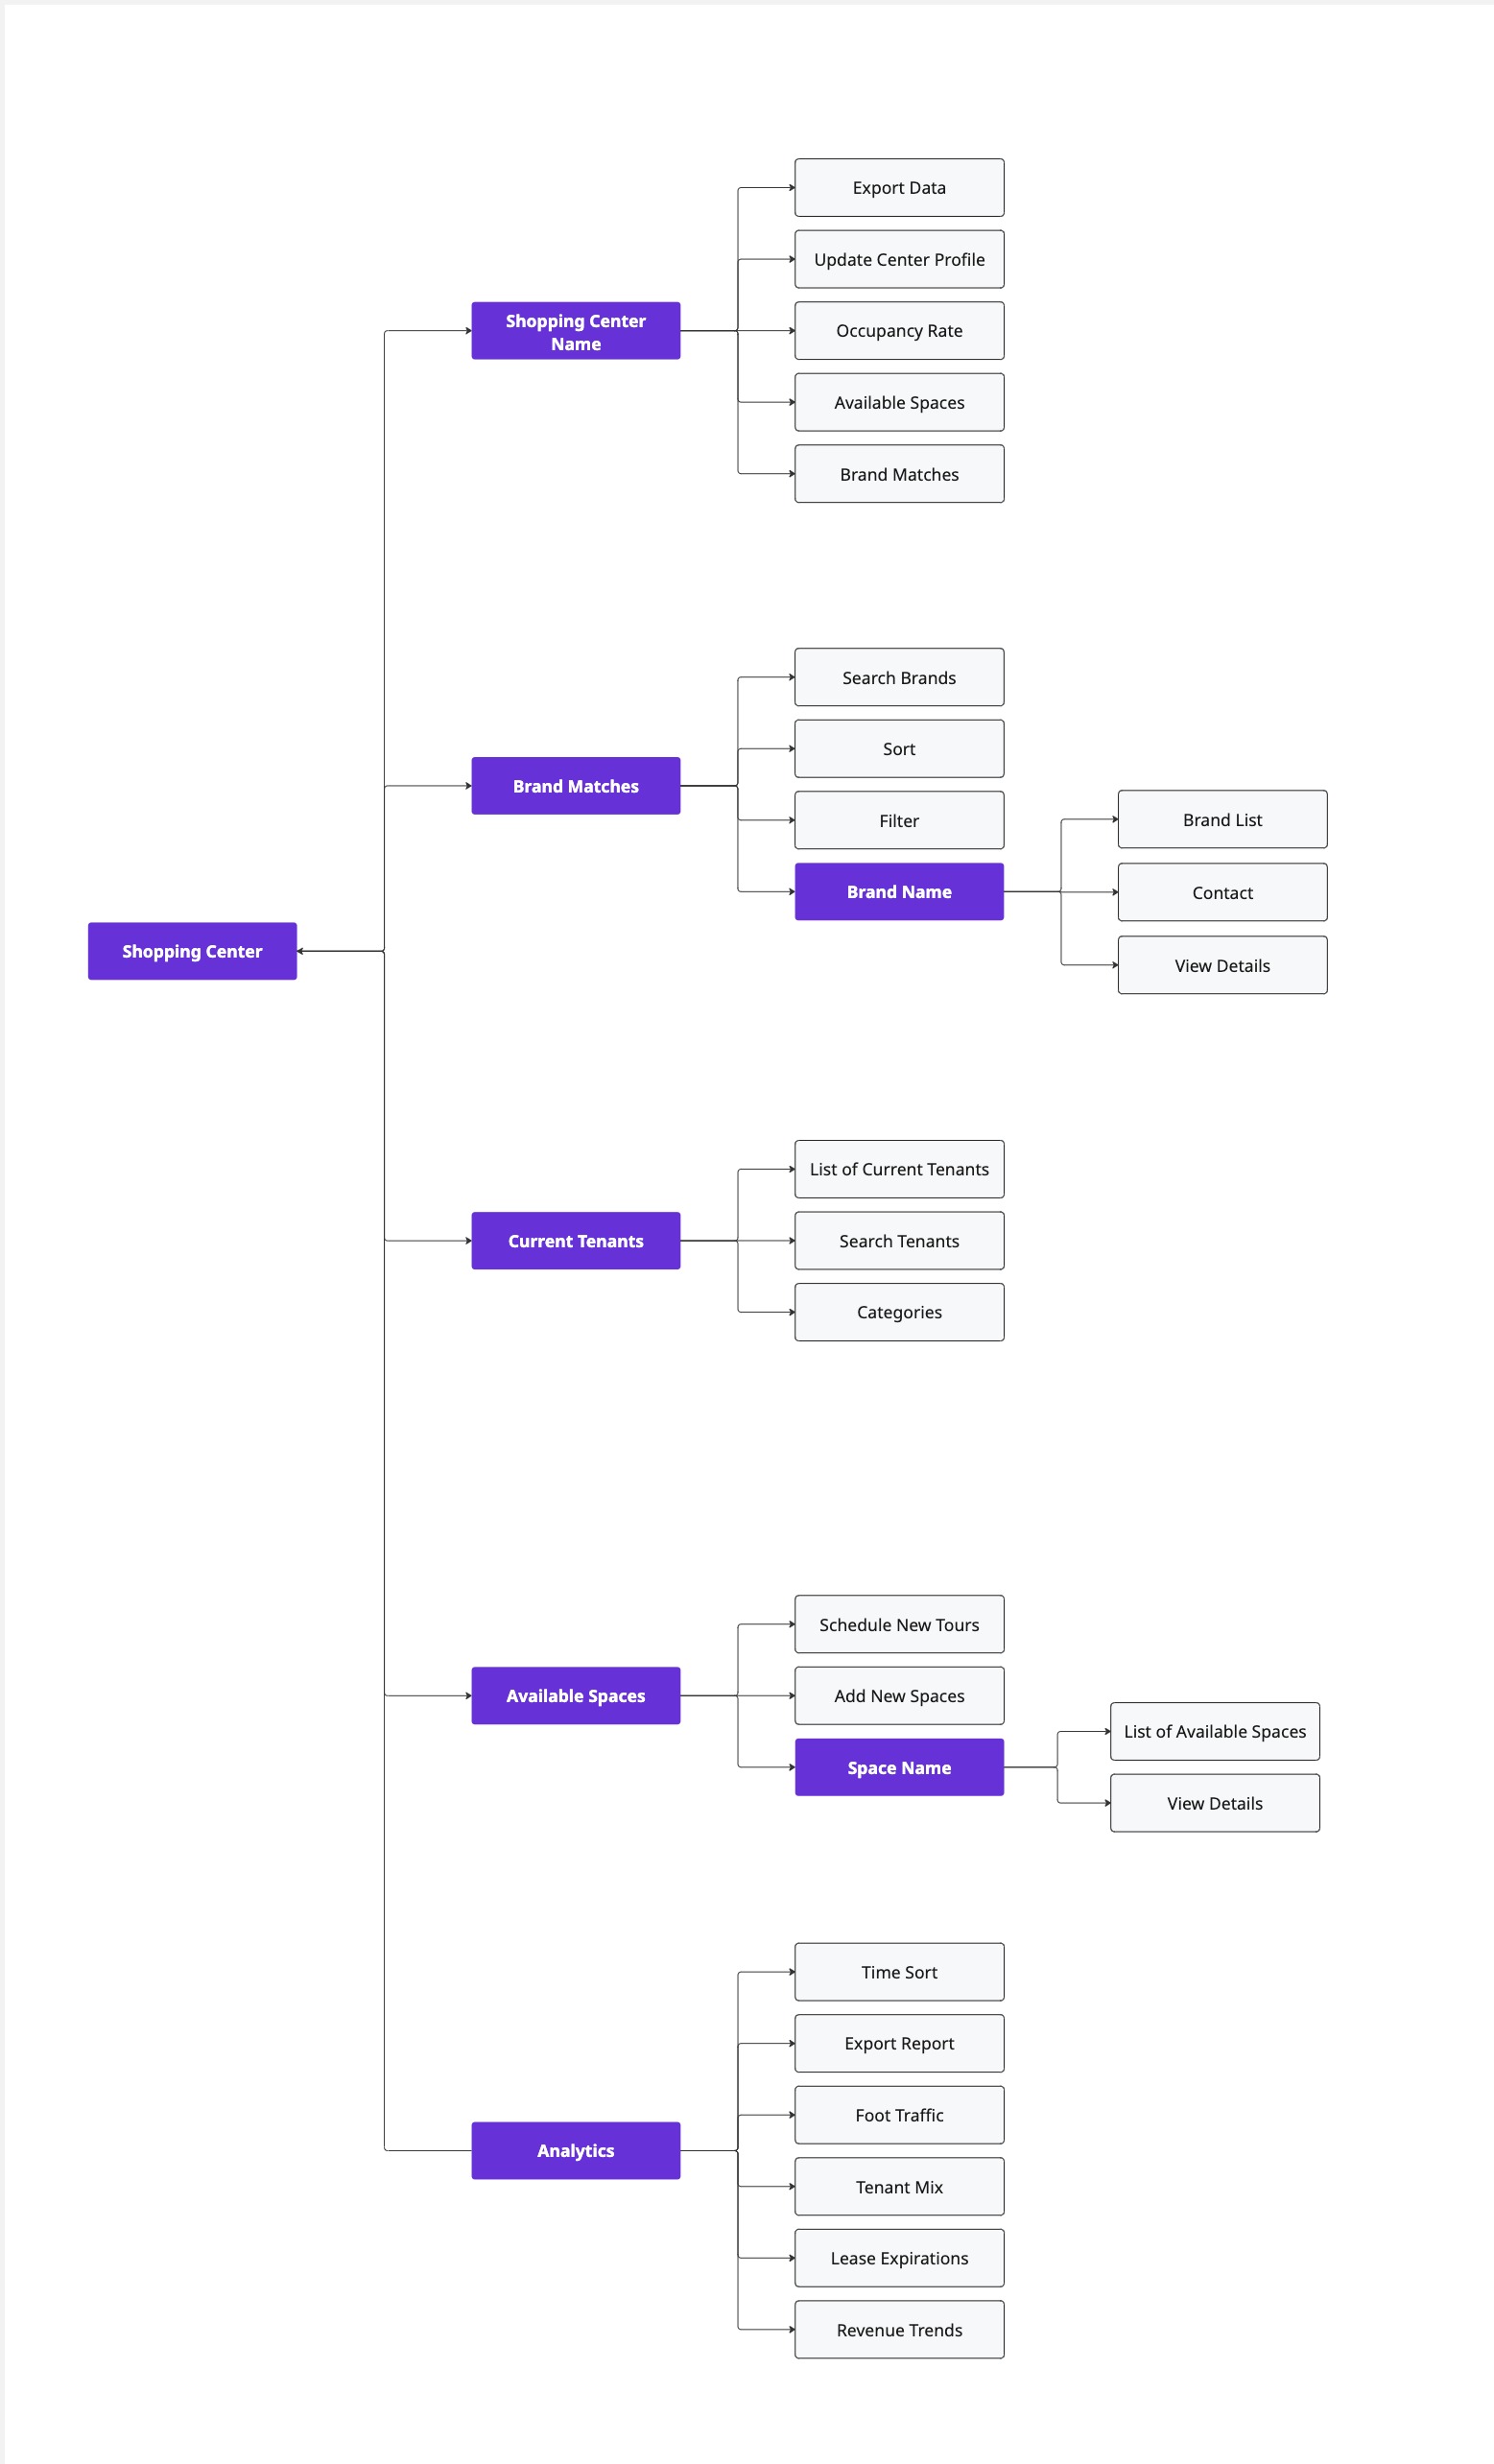 Export Data
Update Center Profile
Shopping Center
Name
Occupancy Rate
Available Spaces
Brand Matches
Search Brands
Sort
Brand Matches
Filter
Brand List
Brand Name
Contact
Shopping Center
View Details
List of Current Tenants
Current Tenants
Search Tenants
Categories
Schedule New Tours
Available Spaces
Add New Spaces
List of Available Spaces
Space Name
View Details
Time Sort
Export Report
Foot Traffic
Analytics
Tenant Mix
Lease Expirations
Revenue Trends